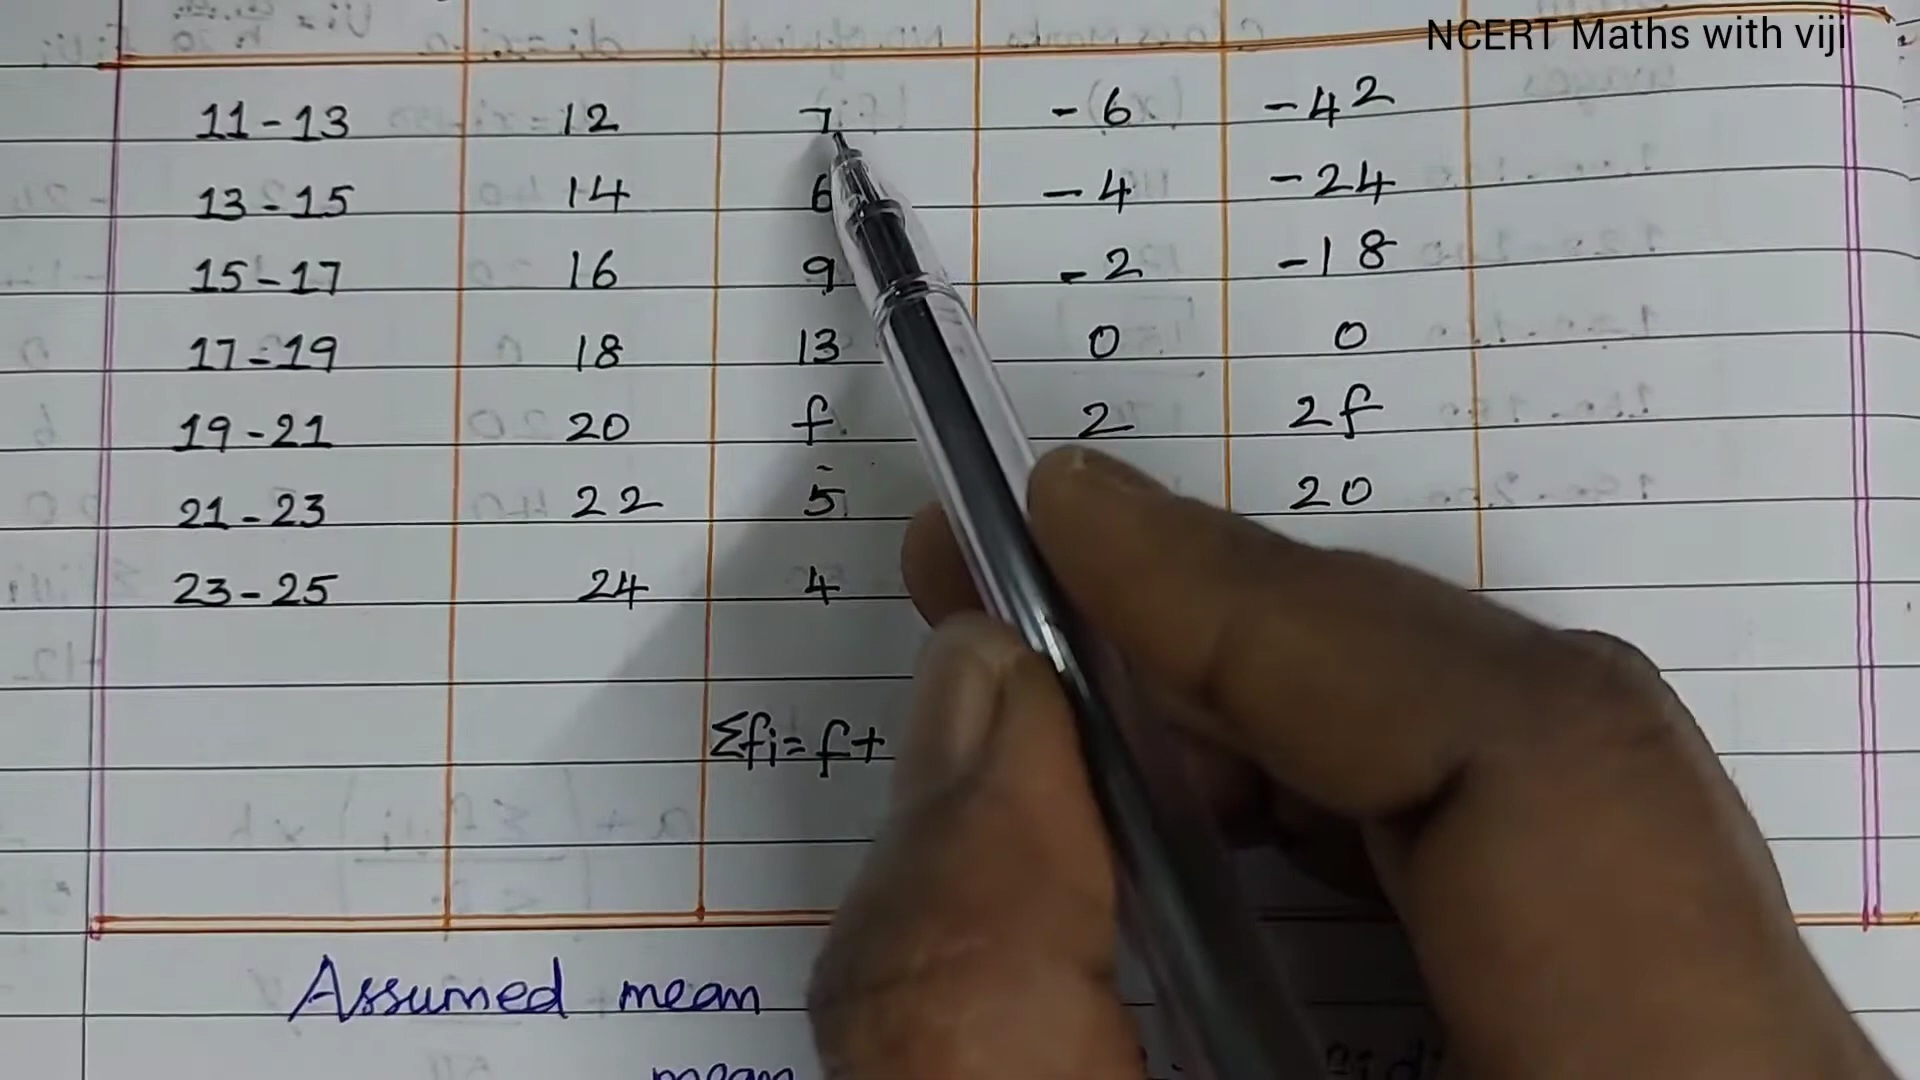 NCERT Maths with viji
11-13 12 7 -6 -42
13-15 14 6 -4 -24
15-17 16 9 -2 -18
17-19 18 13 0 0
19-21 20 f 2 2f
21-23 22 5 20
23-25 24 4
Σfi=f+
Assumed mean
mean